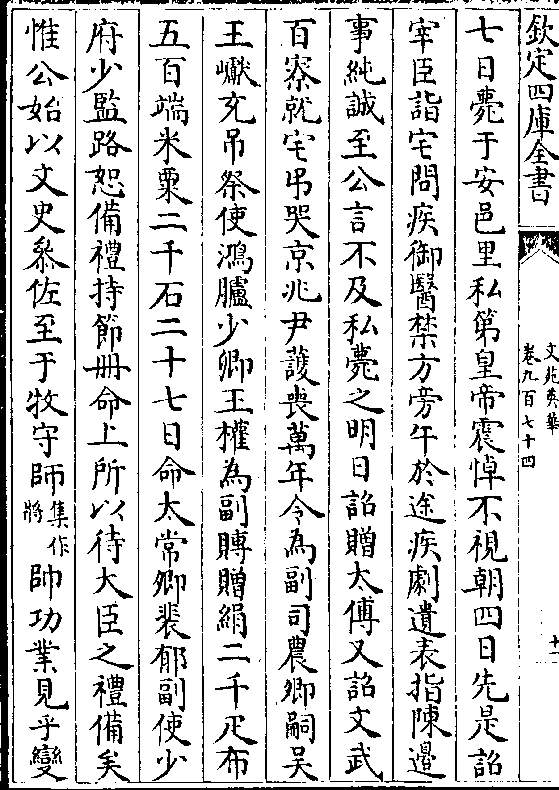 欽定四庫全書
文苑英華
卷九百七十四
十一
七日薨于安邑里私第皇帝震悼不視朝四日先是詔
宰臣詣宅問疾御醫禁方旁午於途疾劇遺表指陳邊
事純誠至公言不及私薨之明日詔贈太傅又詔文武
百寮就宅弔哭京兆尹護喪萬年令為副司農卿嗣吳
王巘充吊祭使鴻臚少卿王權為副賻贈絹二千疋布
五百端米粟二千石二十七日命太常卿裴郁副使少
府少監路恕備禮持節冊命上所以待大臣之禮備矣
惟公始以文史叅佐至于牧守師集作將帥功業見乎變